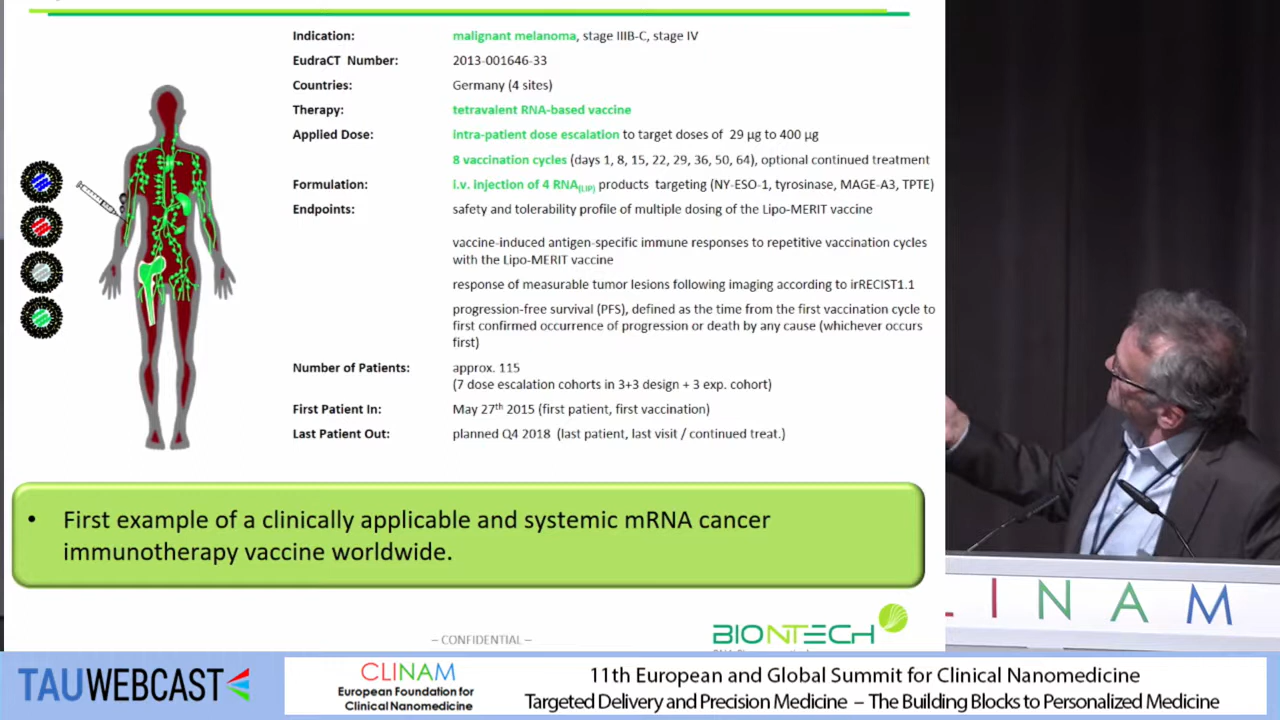 Indication: malignant melanoma, stage IIIB-C, stage IV
EudraCT Number: 2013-001646-33
Countries: Germany (4 sites)
Therapy: tetravalent RNA-based vaccine
Applied Dose: intra-patient dose escalation to target doses of 29 µg to 400 µg
8 vaccination cycles (days 1, 8, 15, 22, 29, 36, 50, 64), optional continued treatment
Formulation: i.v. injection of 4 RNA(LIP) products targeting (NY-ESO-1, tyrosinase, MAGE-A3, TPTE)
Endpoints: safety and tolerability profile of multiple dosing of the Lipo-MERIT vaccine
vaccine-induced antigen-specific immune responses to repetitive vaccination cycles
with the Lipo-MERIT vaccine
response of measurable tumor lesions following imaging according to irRECIST1.1
progression-free survival (PFS), defined as the time from the first vaccination cycle to
first confirmed occurrence of progression or death by any cause (whichever occurs
first)
Number of Patients: approx. 115
(7 dose escalation cohorts in 3+3 design + 3 exp. cohort)
First Patient In: May 27th 2015 (first patient, first vaccination)
Last Patient Out: planned Q4 2018 (last patient, last visit / continued treat.)
• First example of a clinically applicable and systemic mRNA cancer
immunotherapy vaccine worldwide.
– CONFIDENTIAL –
BIONTECH
LINAM
TAUWEBCAST
CLINAM
European Foundation for
Clinical Nanomedicine
11th European and Global Summit for Clinical Nanomedicine
Targeted Delivery and Precision Medicine – The Building Blocks to Personalized Medicine